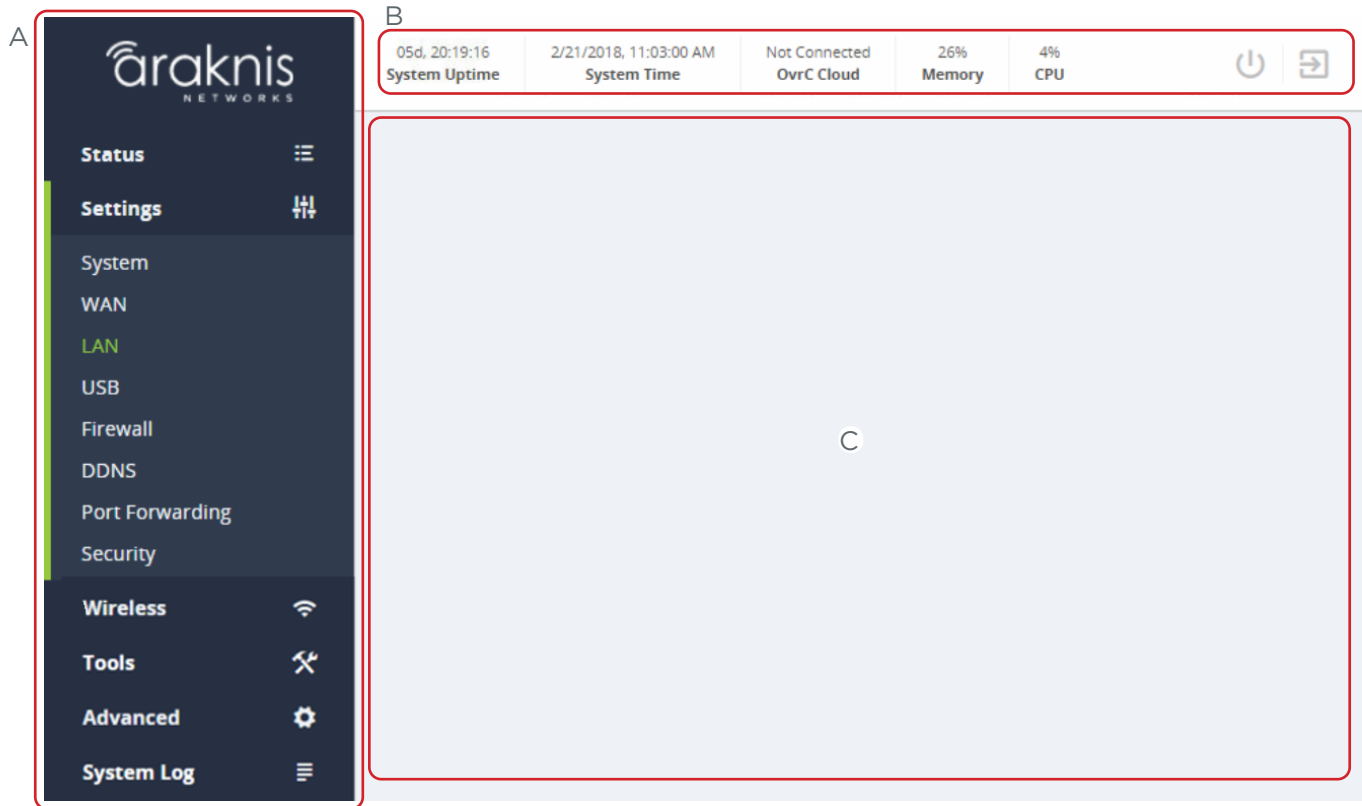 A
B
araknis
NETWORKS
05d, 20:19:16
System Uptime
2/21/2018, 11:03:00 AM
System Time
Not Connected
OvrC Cloud
26%
Memory
4%
CPU
Status
Settings
System
WAN
LAN
USB
Firewall
DDNS
Port Forwarding
Security
Wireless
Tools
Advanced
System Log
C